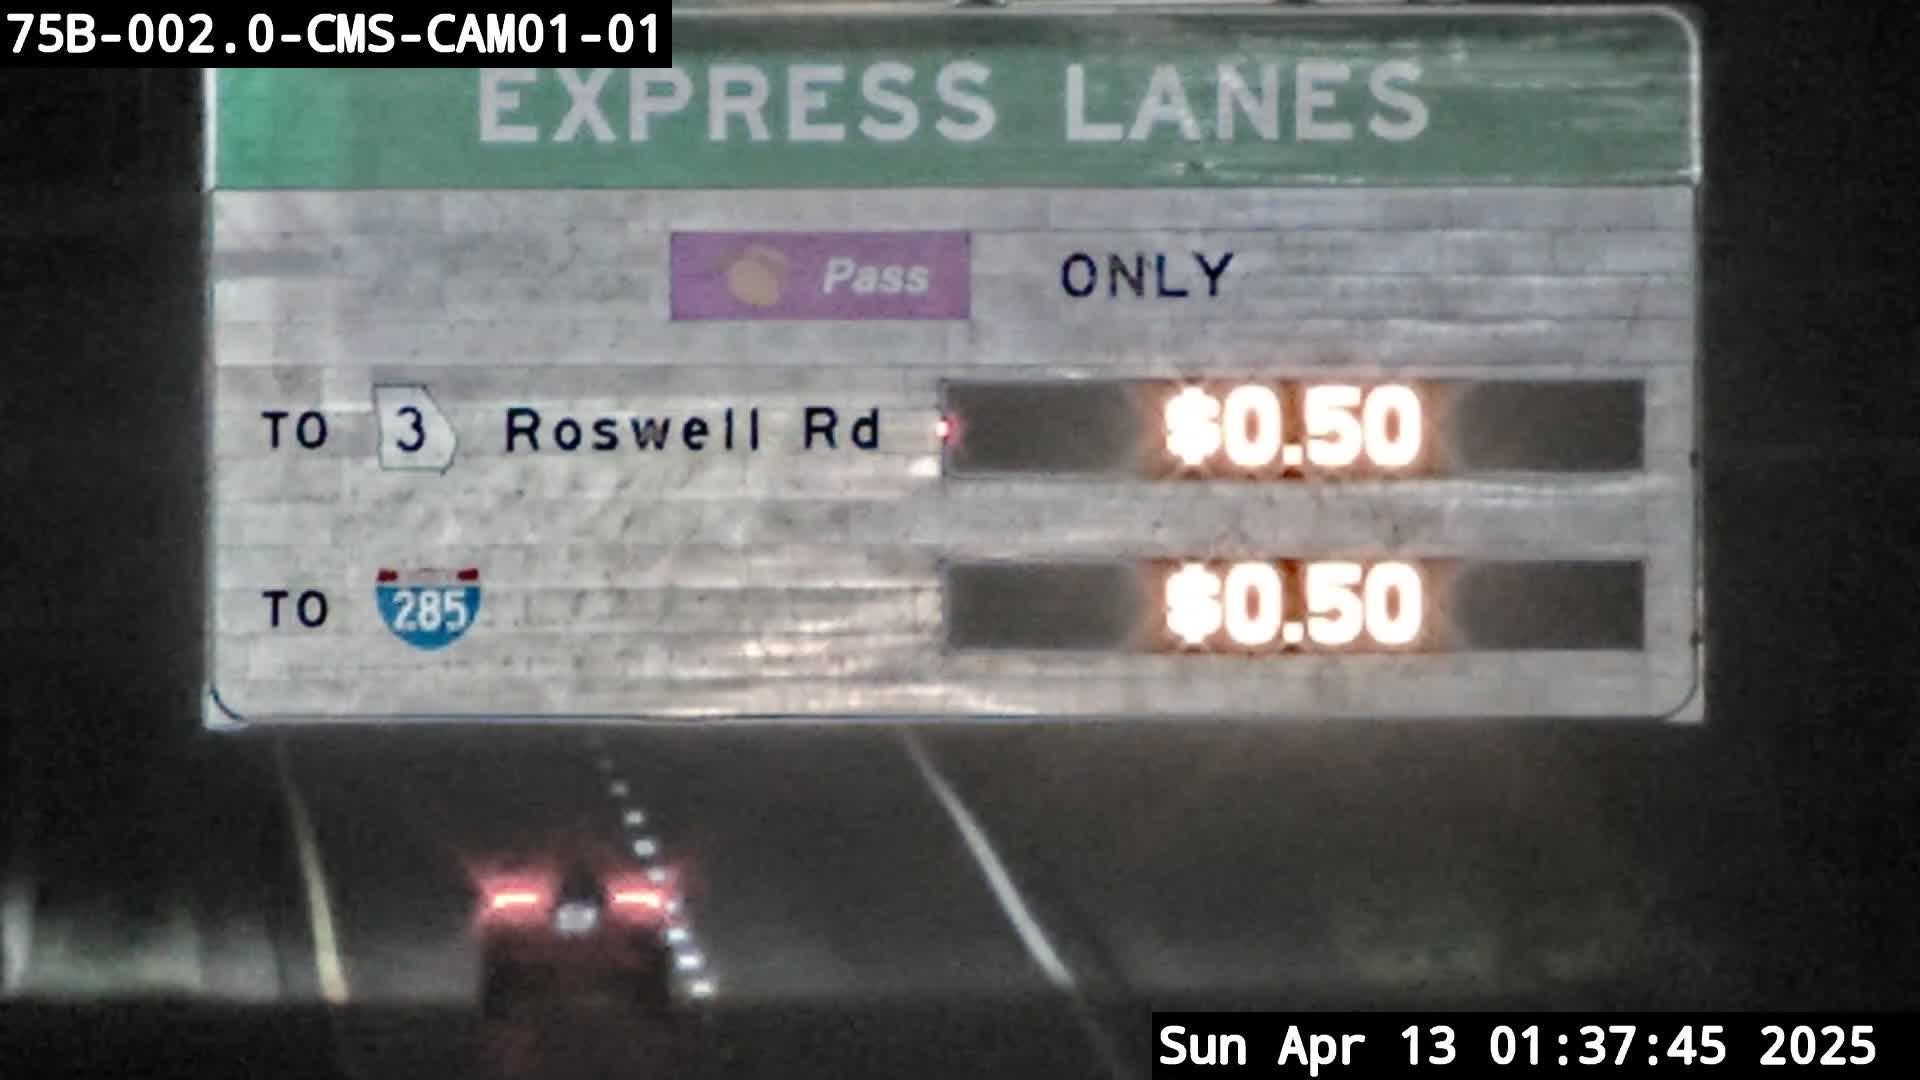 75B-002.0-CMS-CAM01-01
EXPRESS LANES
Pass ONLY
TO 3 Roswell Rd $0.50
TO 285 $0.50
Sun Apr 13 01:37:45 2025